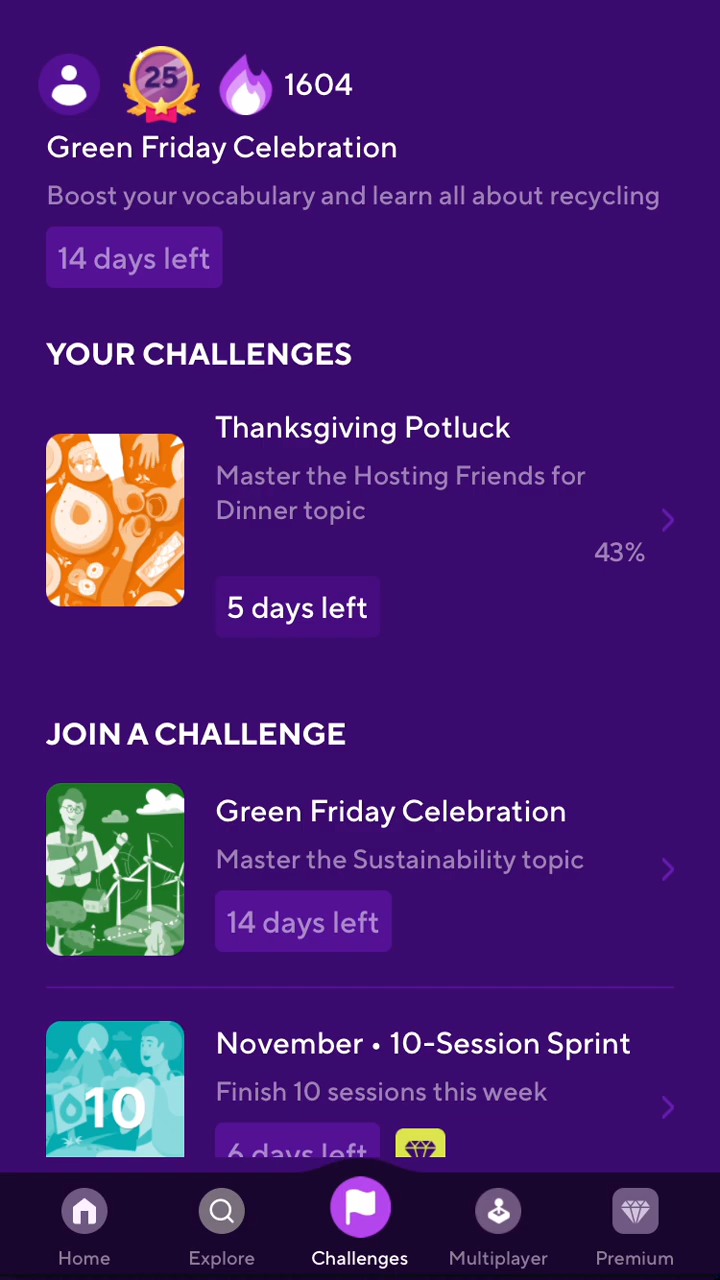 25
1604
Green Friday Celebration
Boost your vocabulary and learn all about recycling
14 days left
YOUR CHALLENGES
Thanksgiving Potluck
Master the Hosting Friends for
Dinner topic
43%
5 days left
JOIN A CHALLENGE
Green Friday Celebration
Master the Sustainability topic
14 days left
10
November • 10-Session Sprint
Finish 10 sessions this week
6 days left
Home
Explore
Challenges
Multiplayer
Premium